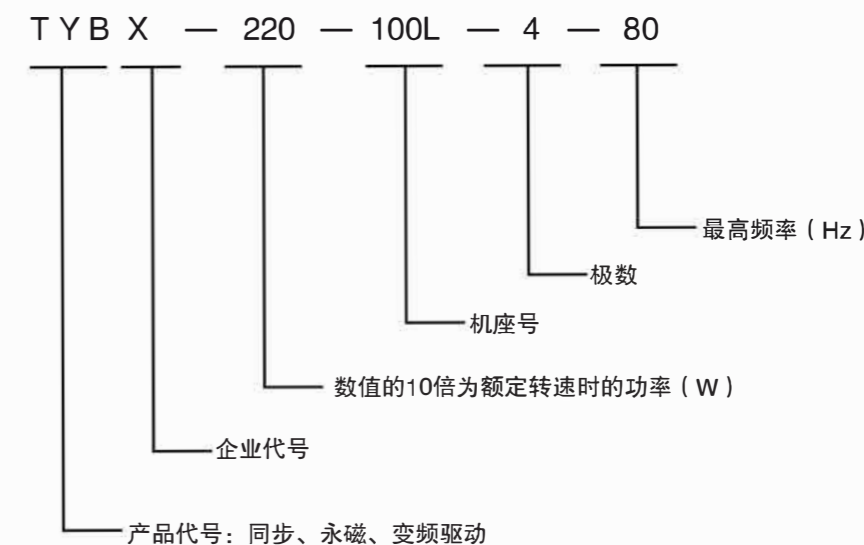 TYB X — 220 — 100L — 4 — 80
最高频率（Hz）
极数
机座号
数值的10倍为额定转速时的功率（W）
企业代号
产品代号：同步、永磁、变频驱动